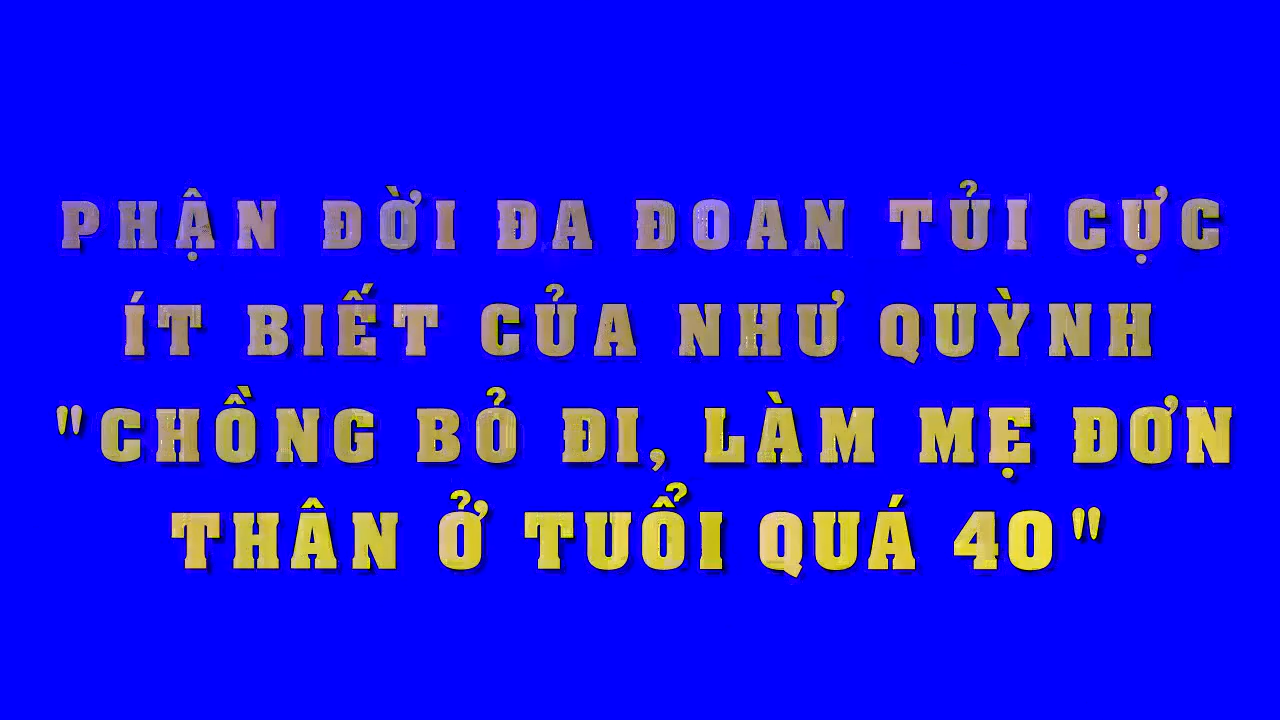 PHẬN ĐỜI ĐA ĐOAN TỦI CỰC
ÍT BIẾT CỦA NHƯ QUỲNH
"CHỒNG BỎ ĐI, LÀM MẸ ĐƠN
THÂN Ở TUỔI QUÁ 40"